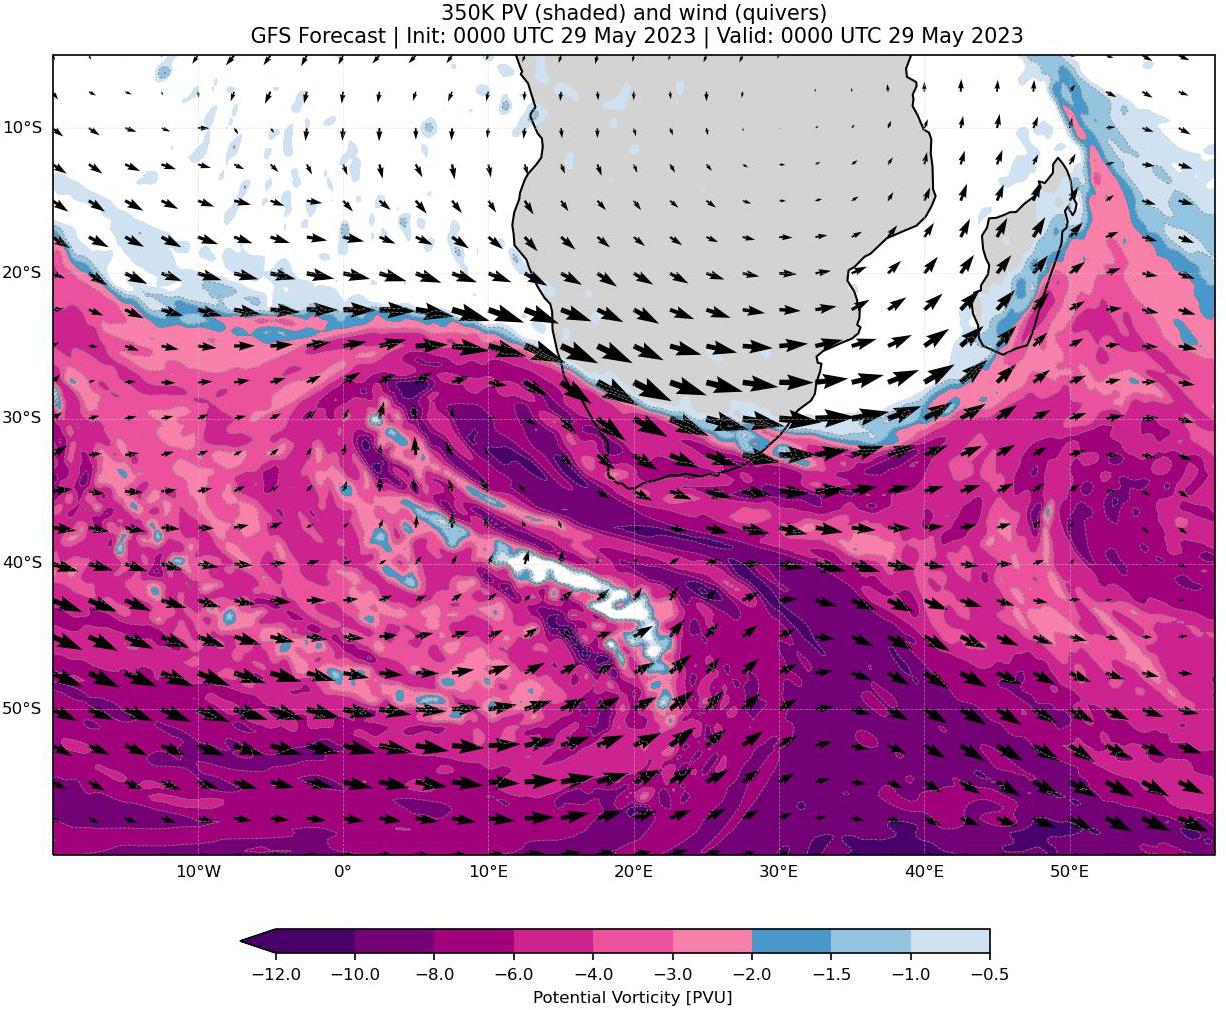 350K PV (shaded) and wind (quivers)
GFS Forecast | Init: 0000 UTC 29 May 2023 | Valid: 0000 UTC 29 May 2023
10°S
20°S
30°S
40°S
50°S
10°W 0° 10°E 20°E 30°E 40°E 50°E
−12.0 −10.0 −8.0 −6.0 −4.0 −3.0 −2.0 −1.5 −1.0 −0.5
Potential Vorticity [PVU]